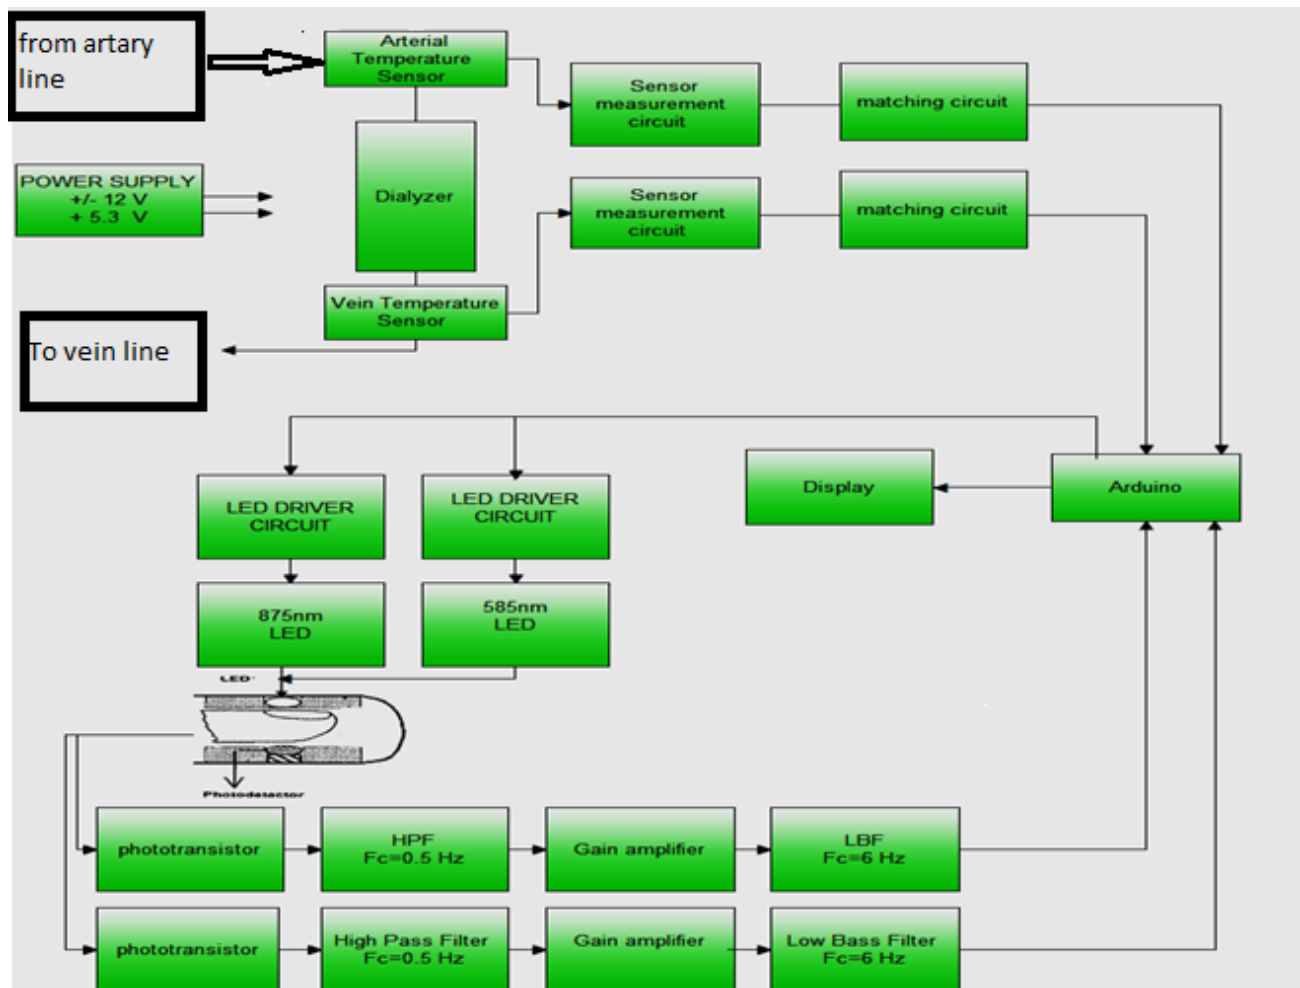 from artary
line
Arterial
Temperature
Sensor
Sensor
measurement
circuit
matching circuit
POWER SUPPLY
+/- 12 V
+ 5.3 V
Dialyzer
Sensor
measurement
circuit
matching circuit
Vein Temperature
Sensor
To vein line
LED DRIVER
CIRCUIT
LED DRIVER
CIRCUIT
Display
Arduino
875nm
LED
585nm
LED
LED
Photodatactor
phototransistor
HPF
Fc=0.5 Hz
Gain amplifier
LBF
Fc=6 Hz
phototransistor
High Pass Filter
Fc=0.5 Hz
Gain amplifier
Low Bass Filter
Fc=6 Hz